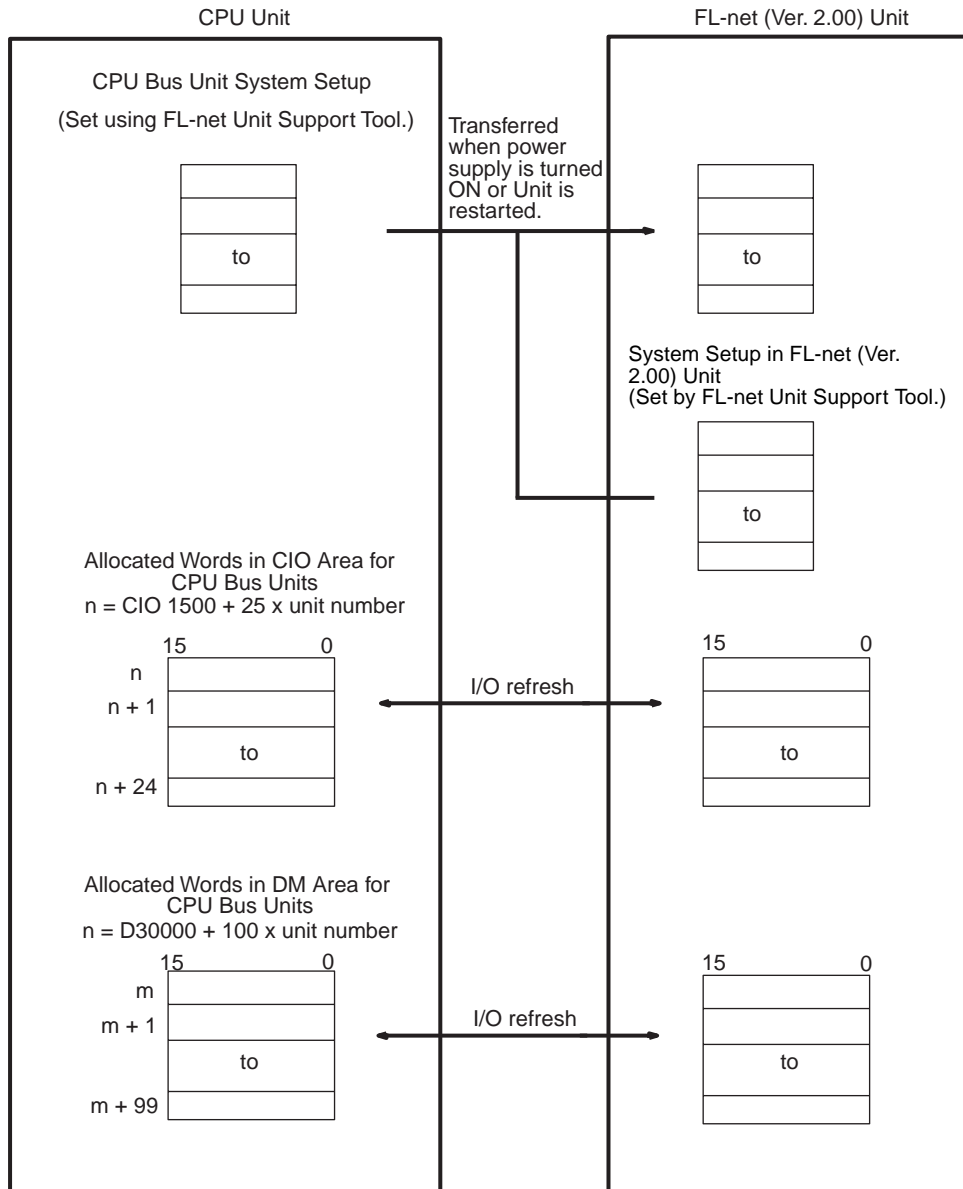 CPU Unit
FL-net (Ver. 2.00) Unit
CPU Bus Unit System Setup
(Set using FL-net Unit Support Tool.)
Transferred
when power
supply is turned
ON or Unit is
restarted.
to
to
System Setup in FL-net (Ver.
2.00) Unit
(Set by FL-net Unit Support Tool.)
to
Allocated Words in CIO Area for
CPU Bus Units
n = CIO 1500 + 25 x unit number
15 0
n
n + 1
to
n + 24
I/O refresh
15 0
to
Allocated Words in DM Area for
CPU Bus Units
n = D30000 + 100 x unit number
15 0
m
m + 1
to
m + 99
I/O refresh
15 0
to